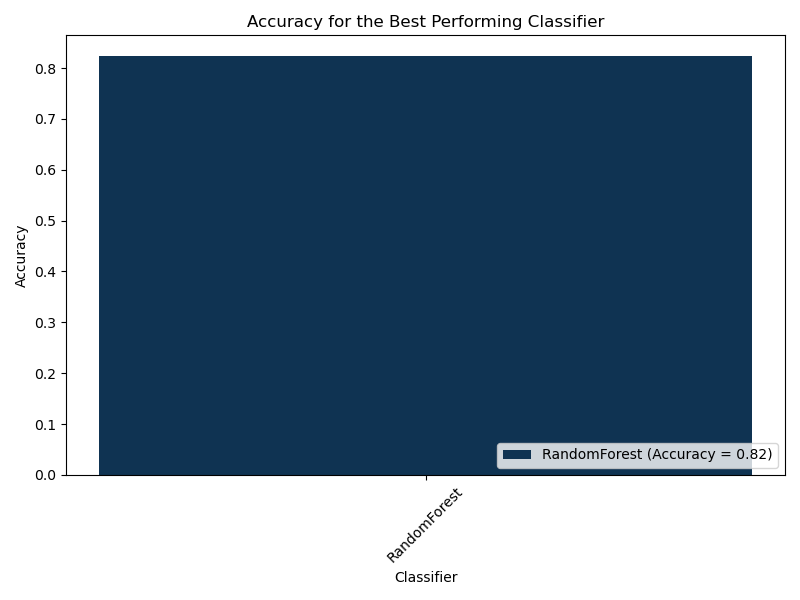 Accuracy for the Best Performing Classifier
Accuracy
0.8
0.7
0.6
0.5
0.4
0.3
0.2
0.1
0.0
RandomForest (Accuracy = 0.82)
RandomForest
Classifier